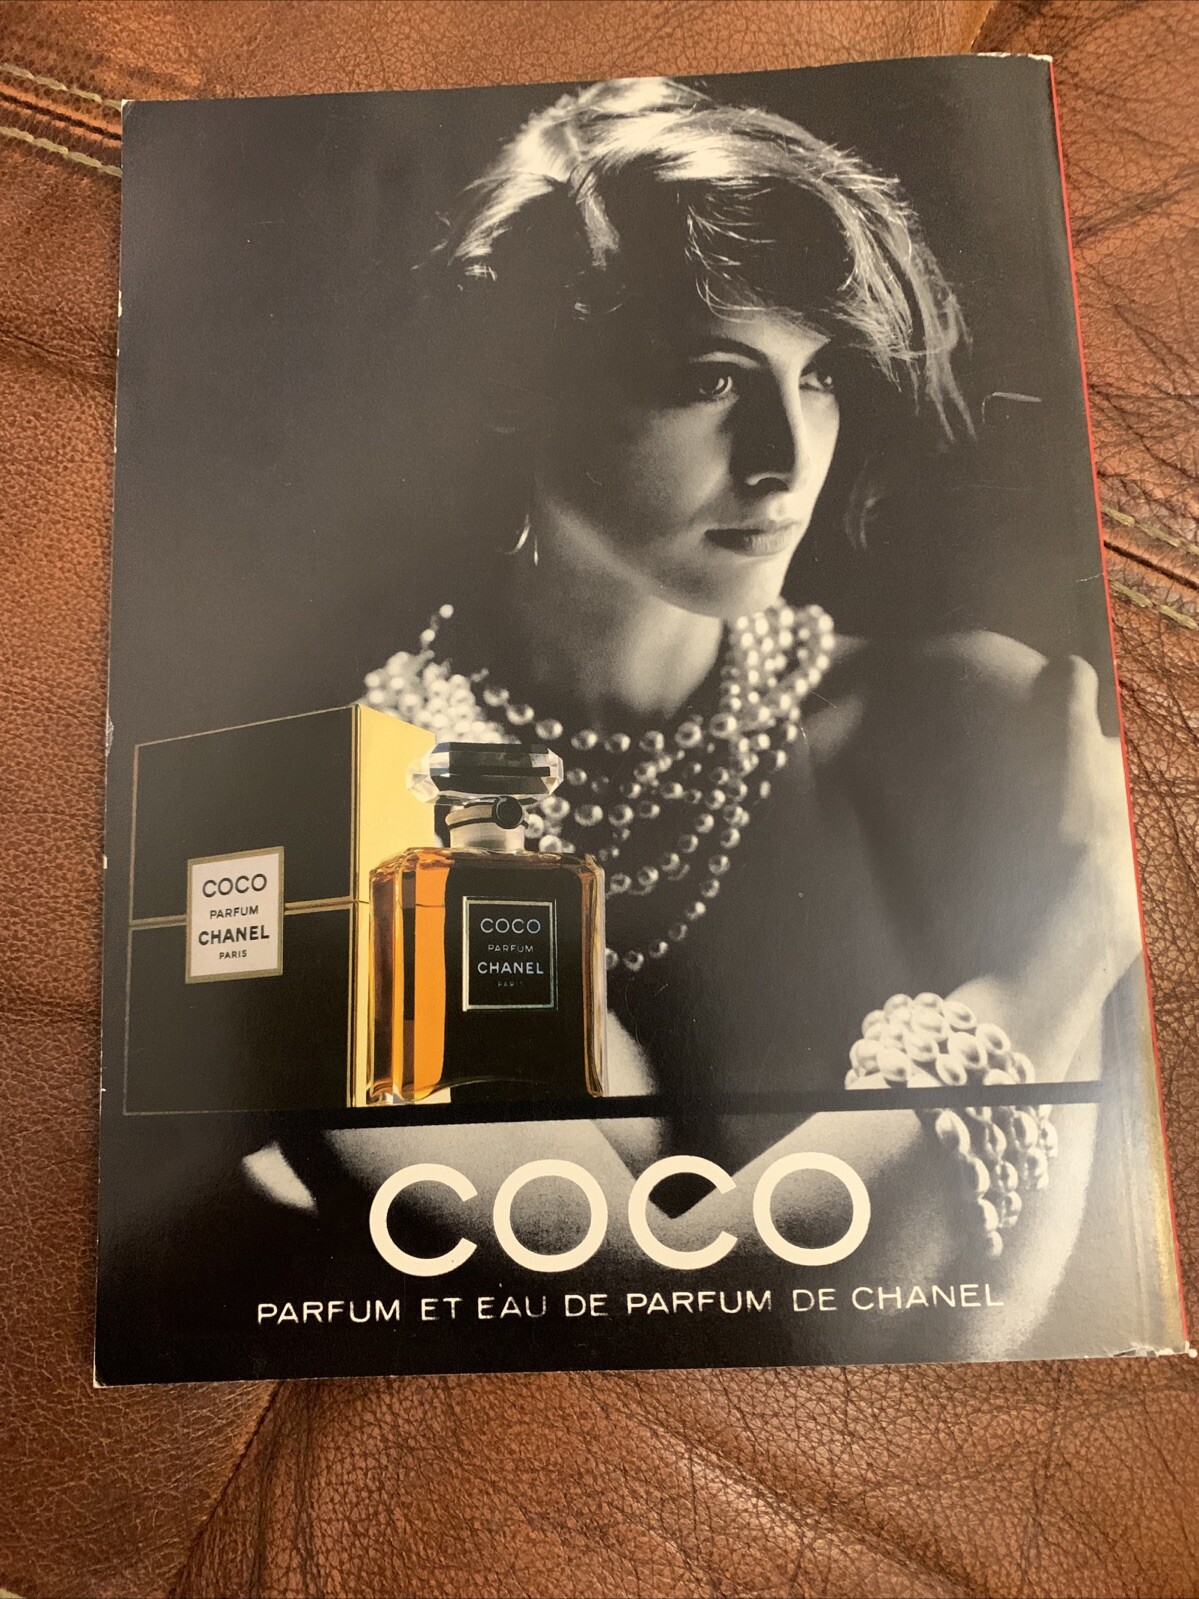 COCO
PARFUM
CHANEL
PARIS
COCO
PARFUM
CHANEL
PARIS
COCO
PARFUM ET EAU DE PARFUM DE CHANEL